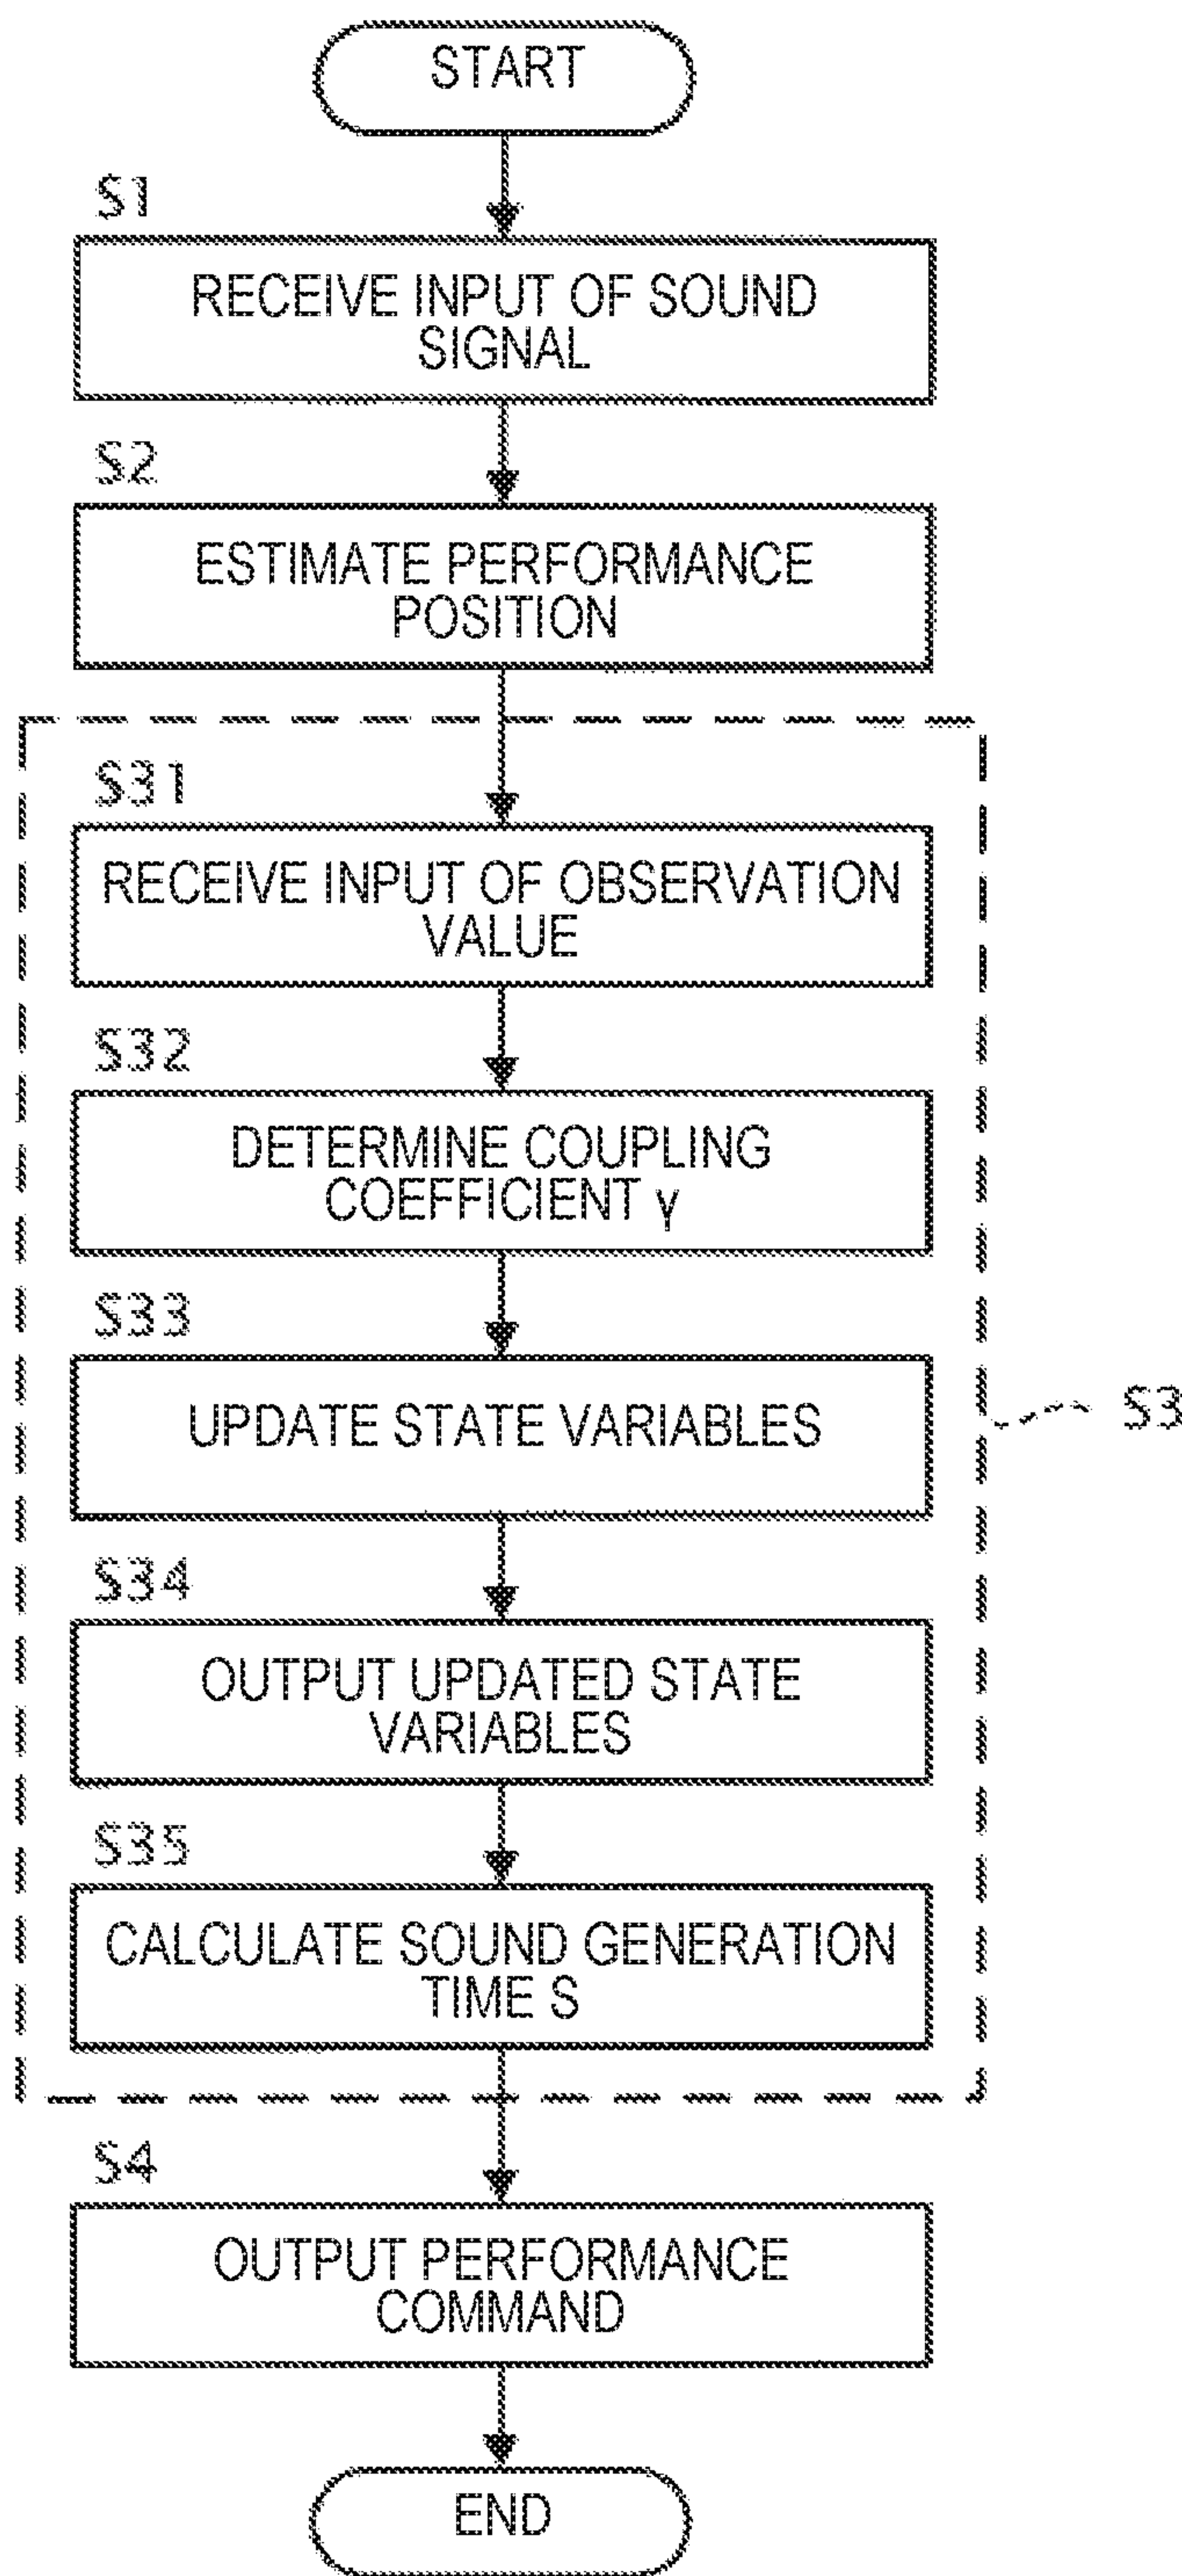 START
S1
RECEIVE INPUT OF SOUND
SIGNAL
S2
ESTIMATE PERFORMANCE
POSITION
S31
RECEIVE INPUT OF OBSERVATION
VALUE
S32
DETERMINE COUPLING
COEFFICIENT γ
S33
UPDATE STATE VARIABLES
S3
S34
OUTPUT UPDATED STATE
VARIABLES
S35
CALCULATE SOUND GENERATION
TIME S
S4
OUTPUT PERFORMANCE
COMMAND
END